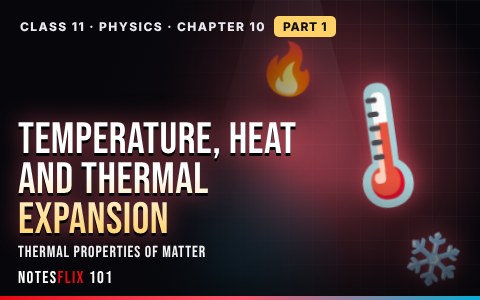 CLASS 11 · PHYSICS · CHAPTER 10 PART 1
TEMPERATURE, HEAT
AND THERMAL
EXPANSION
THERMAL PROPERTIES OF MATTER
NOTESFLIX 101